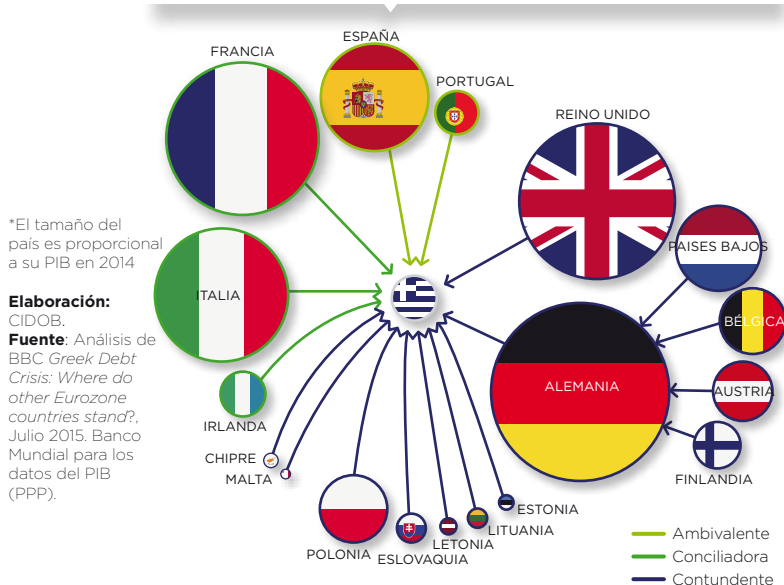 ESPAÑA
FRANCIA
PORTUGAL
REINO UNIDO
PAISES BAJOS
*El tamaño del
país es proporcional
a su PIB en 2014
ITALIA
BÉLGICA
Elaboración:
CIDOB.
Fuente: Análisis de
BBC Greek Debt
Crisis: Where do
other Eurozone
countries stand?,
Julio 2015. Banco
Mundial para los
datos del PIB
(PPP).
ALEMANIA
AUSTRIA
IRLANDA
CHIPRE
MALTA
FINLANDIA
ESTONIA
LITUANIA
LETONIA
POLONIA
ESLOVAQUIA
Ambivalente
Conciliadora
Contundente